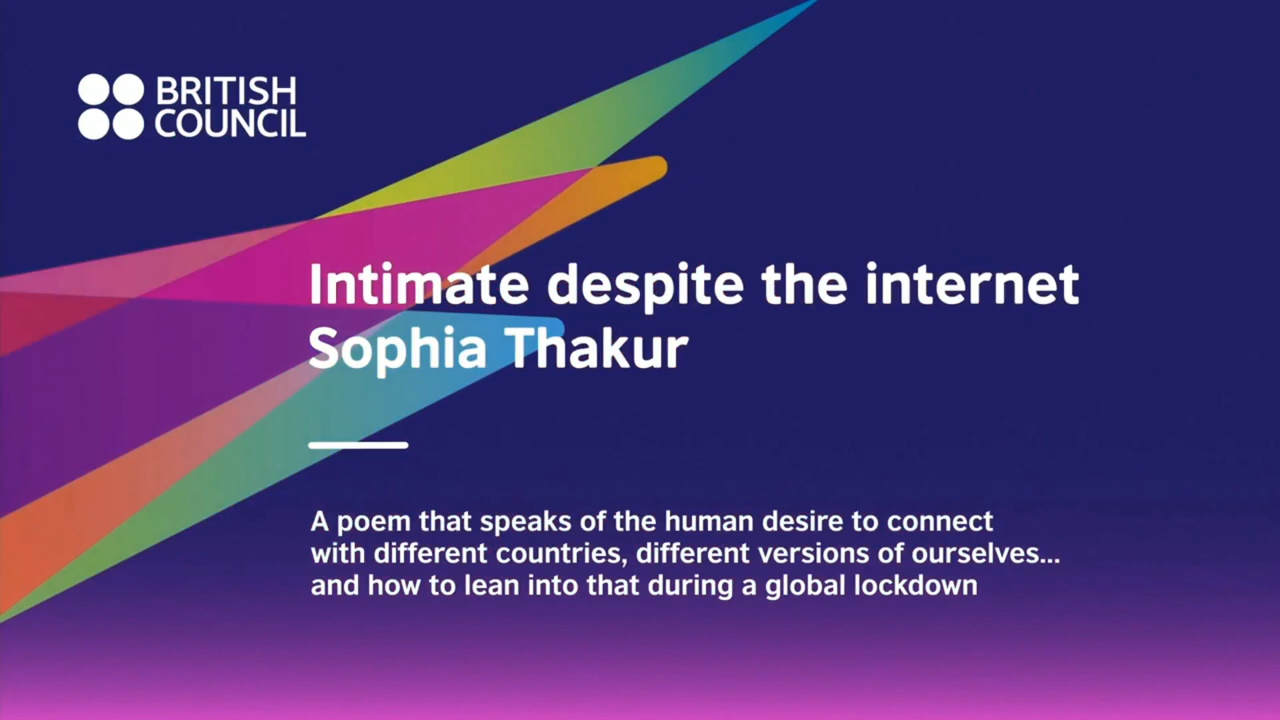 BRITISH
COUNCIL
Intimate despite the internet
Sophia Thakur
A poem that speaks of the human desire to connect
with different countries, different versions of ourselves...
and how to lean into that during a global lockdown